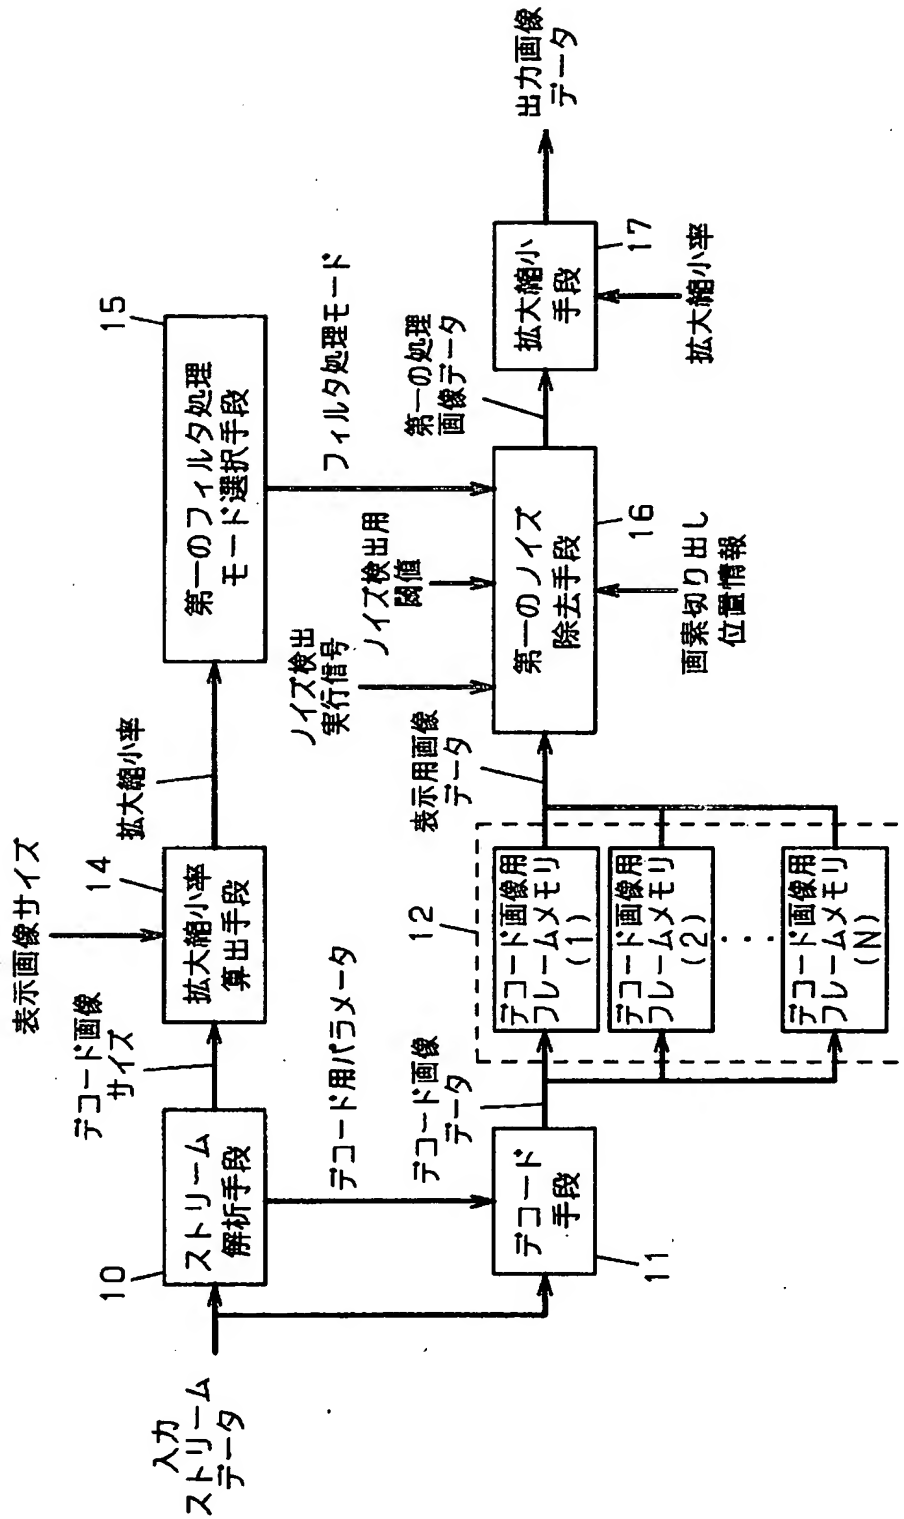 入力
ストリーム
データ
10
ストリーム
解析手段
デコード画像
サイズ
表示画像サイズ
14
拡大縮小率
算出手段
拡大縮小率
15
第一のフィルタ処理
モード選択手段
フィルタ処理モード
デコード用パラメータ
デコード
手段
11
デコード画像
データ
12
デコード画像用
フレームメモリ
(1)
デコード画像用
フレームメモリ
(2)
・・・
デコード画像用
フレームメモリ
(N)
表示用画像
データ
ノイズ検出
実行信号
ノイズ検出用
閾値
第一のノイズ
除去手段
16
画素切り出し
位置情報
第一の処理
画像データ
拡大縮小
手段
17
拡大縮小率
出力画像
データ